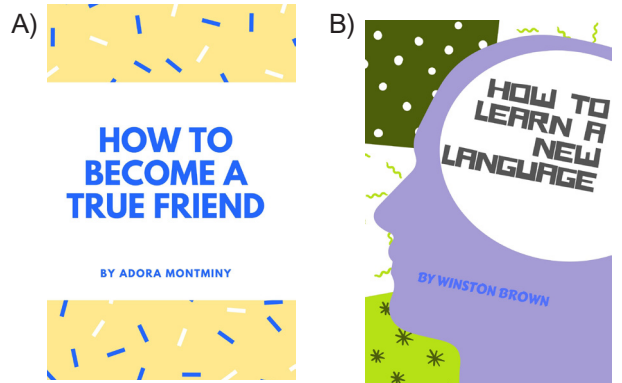 A)
HOW TO
BECOME A
TRUE FRIEND
BY ADORA MONTMINY
B)
HOW TO
LEARN A
NEW
LANGUAGE
BY WINSTON BROWN